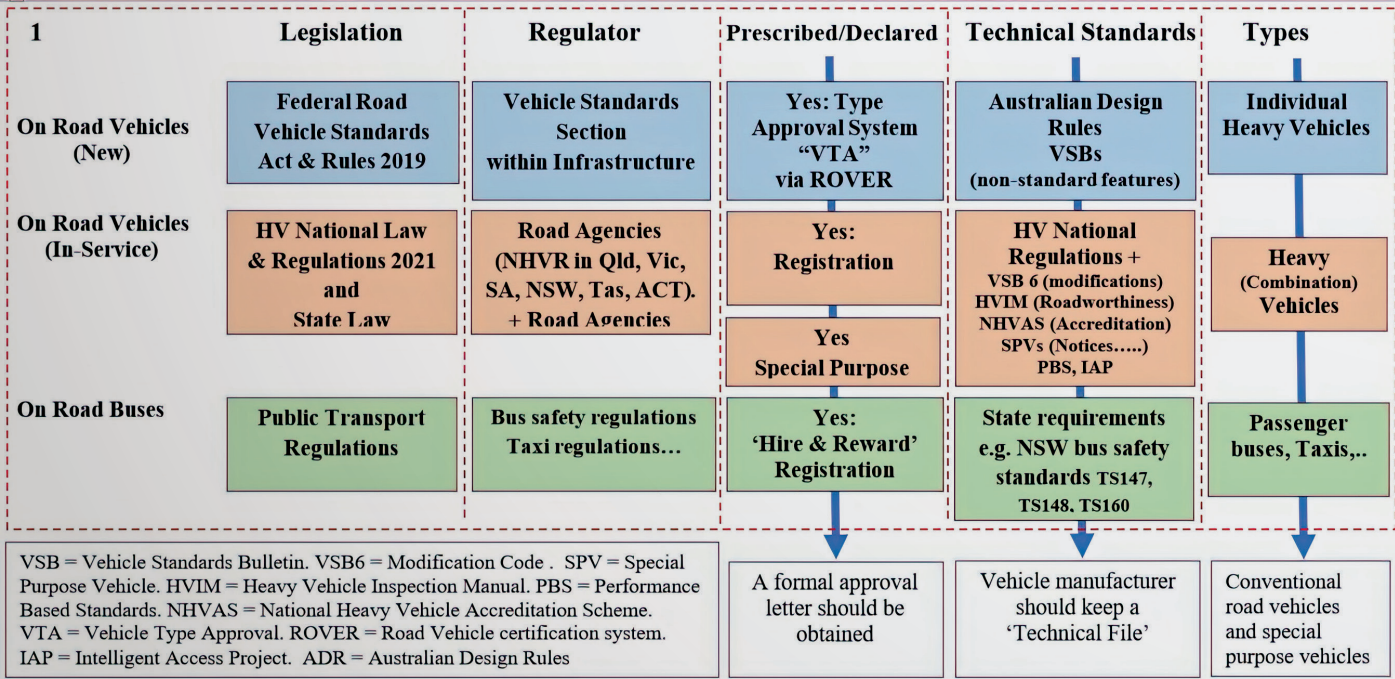 1
Legislation
Regulator
Prescribed/Declared
Technical Standards
Types
On Road Vehicles
(New)
Federal Road
Vehicle Standards
Act & Rules 2019
Vehicle Standards
Section
within Infrastructure
Yes: Type
Approval System
“VTA”
via ROVER
Australian Design
Rules
VSBs
(non-standard features)
Individual
Heavy Vehicles
On Road Vehicles
(In-Service)
HV National Law
& Regulations 2021
and
State Law
Road Agencies
(NHVR in Qld, Vic,
SA, NSW, Tas, ACT).
+ Road Agencies
Yes:
Registration
Yes
Special Purpose
HV National
Regulations +
VSB 6 (modifications)
HVIM (Roadworthiness)
NHVAS (Accreditation)
SPVs (Notices…..)
PBS, IAP
Heavy
(Combination)
Vehicles
On Road Buses
Public Transport
Regulations
Bus safety regulations
Taxi regulations…
Yes:
‘Hire & Reward’
Registration
State requirements
e.g. NSW bus safety
standards TS147,
TS148, TS160
Passenger
buses, Taxis,..
VSB = Vehicle Standards Bulletin. VSB6 = Modification Code . SPV = Special
Purpose Vehicle. HVIM = Heavy Vehicle Inspection Manual. PBS = Performance
Based Standards. NHVAS = National Heavy Vehicle Accreditation Scheme.
VTA = Vehicle Type Approval. ROVER = Road Vehicle certification system.
IAP = Intelligent Access Project. ADR = Australian Design Rules
A formal approval
letter should be
obtained
Vehicle manufacturer
should keep a
‘Technical File’
Conventional
road vehicles
and special
purpose vehicles